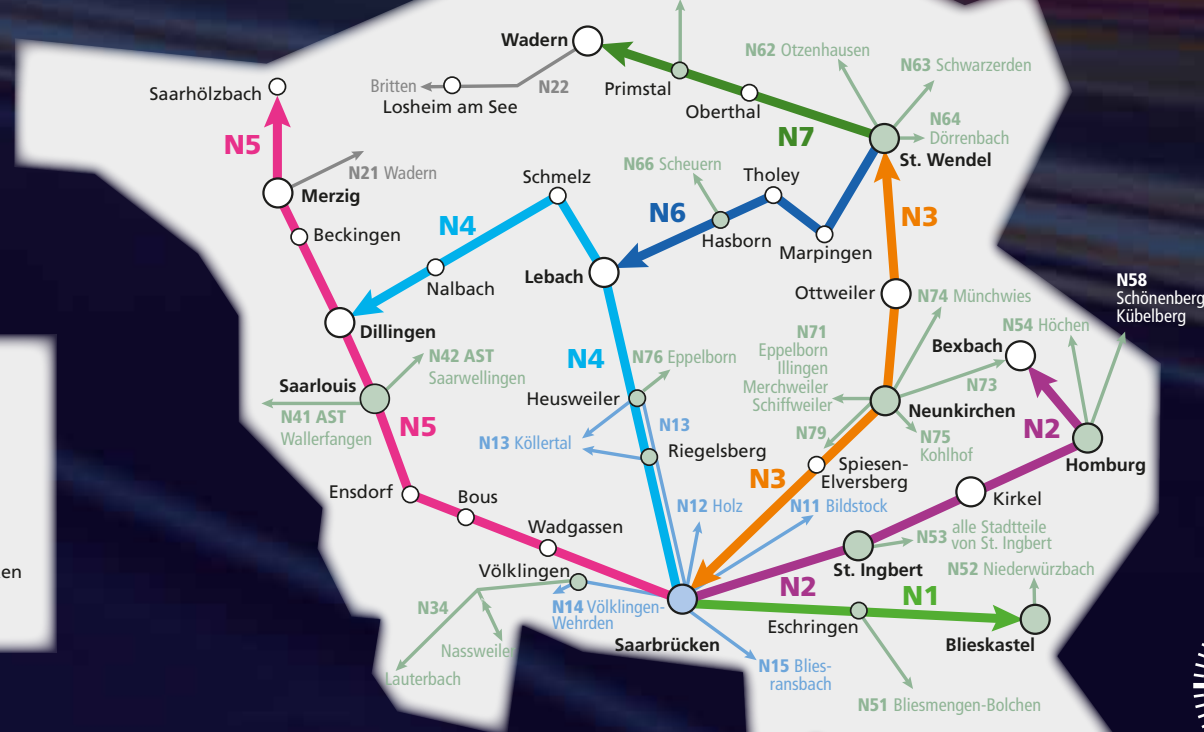 Wadern
N62 Otzenhausen
N63 Schwarzerden
Saarhölzbach
Britten
Losheim am See
N22
Primstal
Oberthal
N64
Dörrenbach
N5
N7
St. Wendel
N21 Wadern
Merzig
Schmelz
N66 Scheuern
Tholey
N4
N6
N3
Beckingen
Hasborn
Marpingen
Lebach
Nalbach
Ottweiler
N74 Münchwies
N58
Schönenberg
Kübelberg
Dillingen
N71
Eppelborn
Illingen
Merchweiler
Schiffweiler
N54 Höchen
Bexbach
N42 AST
Saarwellingen
N4
N76 Eppelborn
N73
Saarlouis
Heusweiler
Neunkirchen
N41 AST
Wallerfangen
N5
N13
N13 Köllertal
Riegelsberg
N79
N75
Kohlhof
N2
Homburg
Ensdorf
Bous
N3
Spiesen-
Elversberg
Kirkel
Wadgassen
N12 Holz
N11 Bildstock
N53
alle Stadtteile
von St. Ingbert
Völklingen
St. Ingbert
N52 Niederwürzbach
en
N2
N1
N34
N14 Völklingen-
Wehrden
Eschringen
Saarbrücken
Blieskastel
Nassweiler
Lauterbach
N15 Blies-
ransbach
N51 Bliesmengen-Bolchen